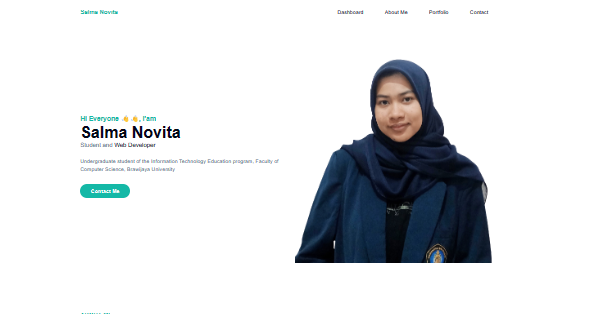 Salma Novita
Dashboard About Me Portfolio Contact
Hi Everyone 👋👋, I'am
Salma Novita
Student and Web Developer
Undergraduate student of the Information Technology Education program, Faculty of
Computer Science, Brawijaya University
Contact Me